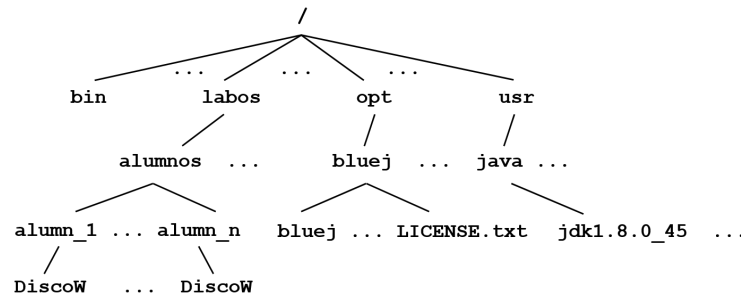 /
... ... ...
bin labos opt usr
alumnos ... bluej ... java ...
alumn_1 ... alumn_n bluej ... LICENSE.txt jdk1.8.0_45 ...
DiscoW ... DiscoW